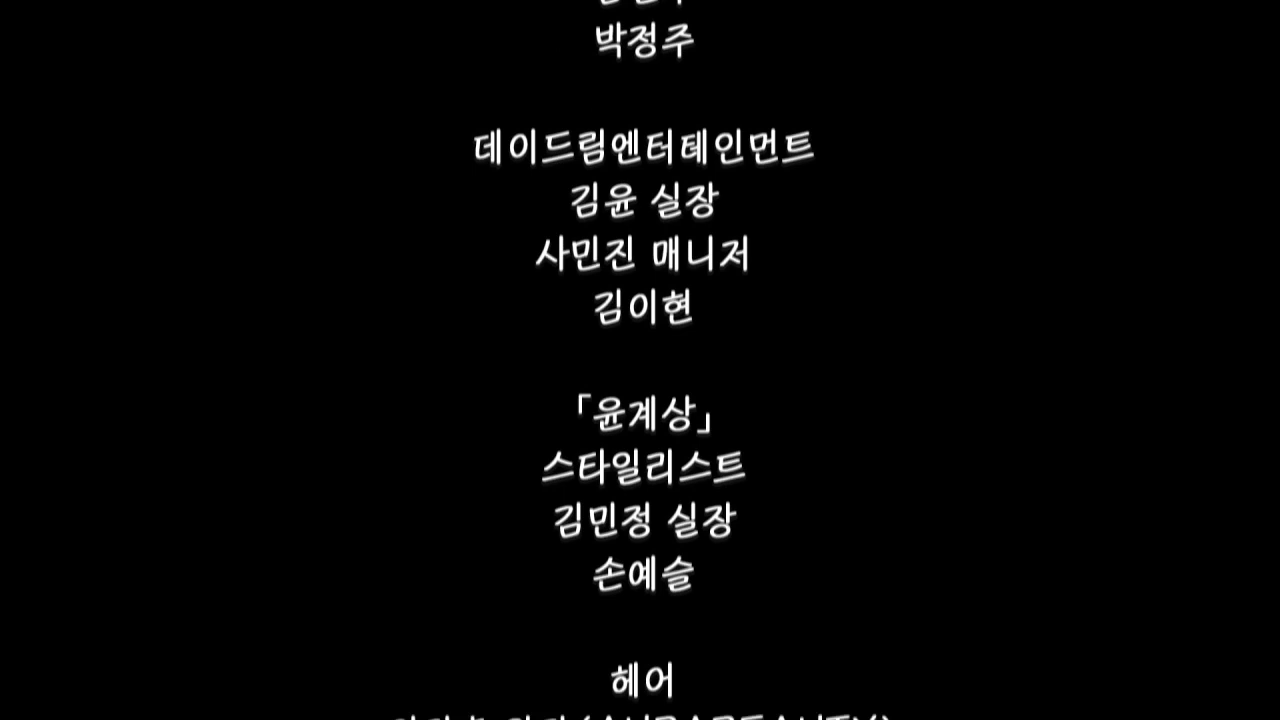 박정주
데이드림엔터테인먼트
김윤 실장
사민진 매니저
김이현
「윤계상」
스타일리스트
김민정 실장
손예슬
헤어